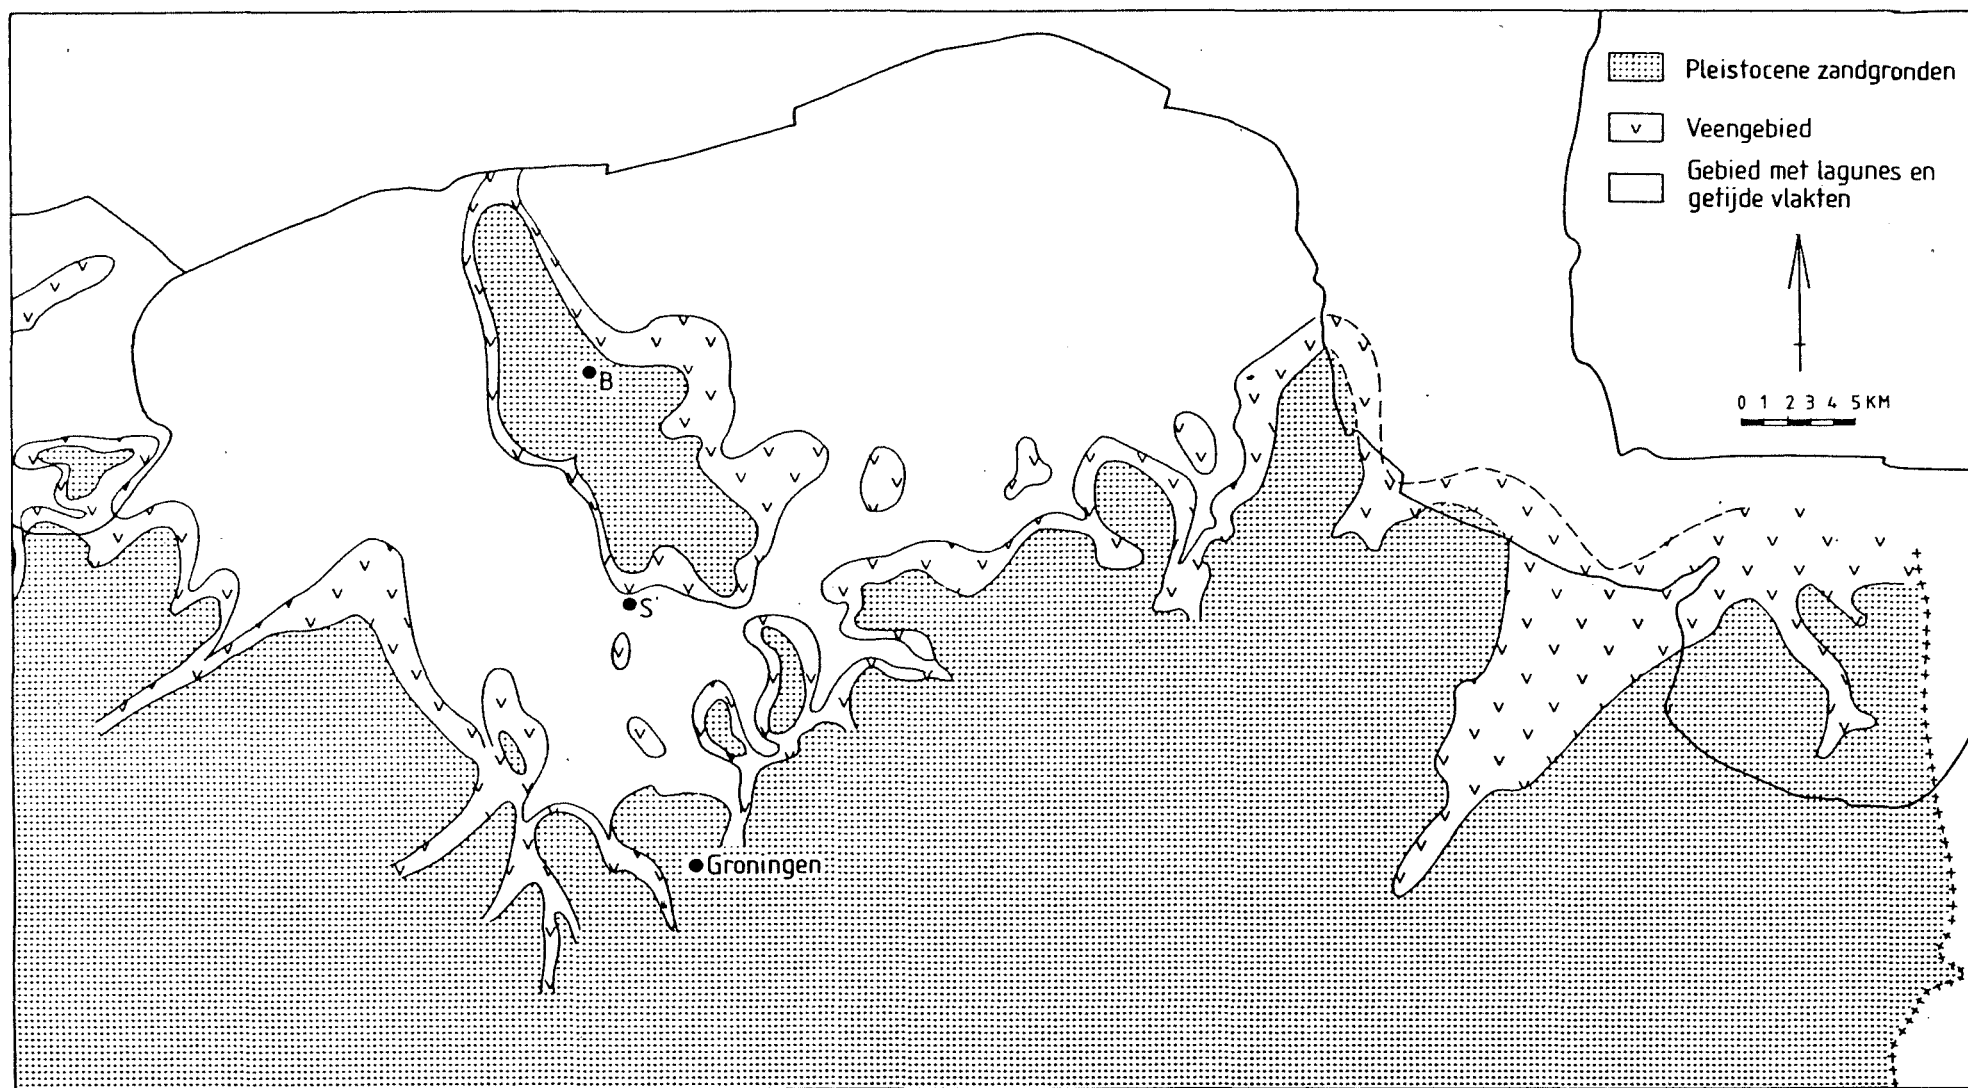 Pleistocene zandgronden
Veengebied
Gebied met lagunes en
getijde vlakten
0 1 2 3 4 5 KM
B
S
Groningen